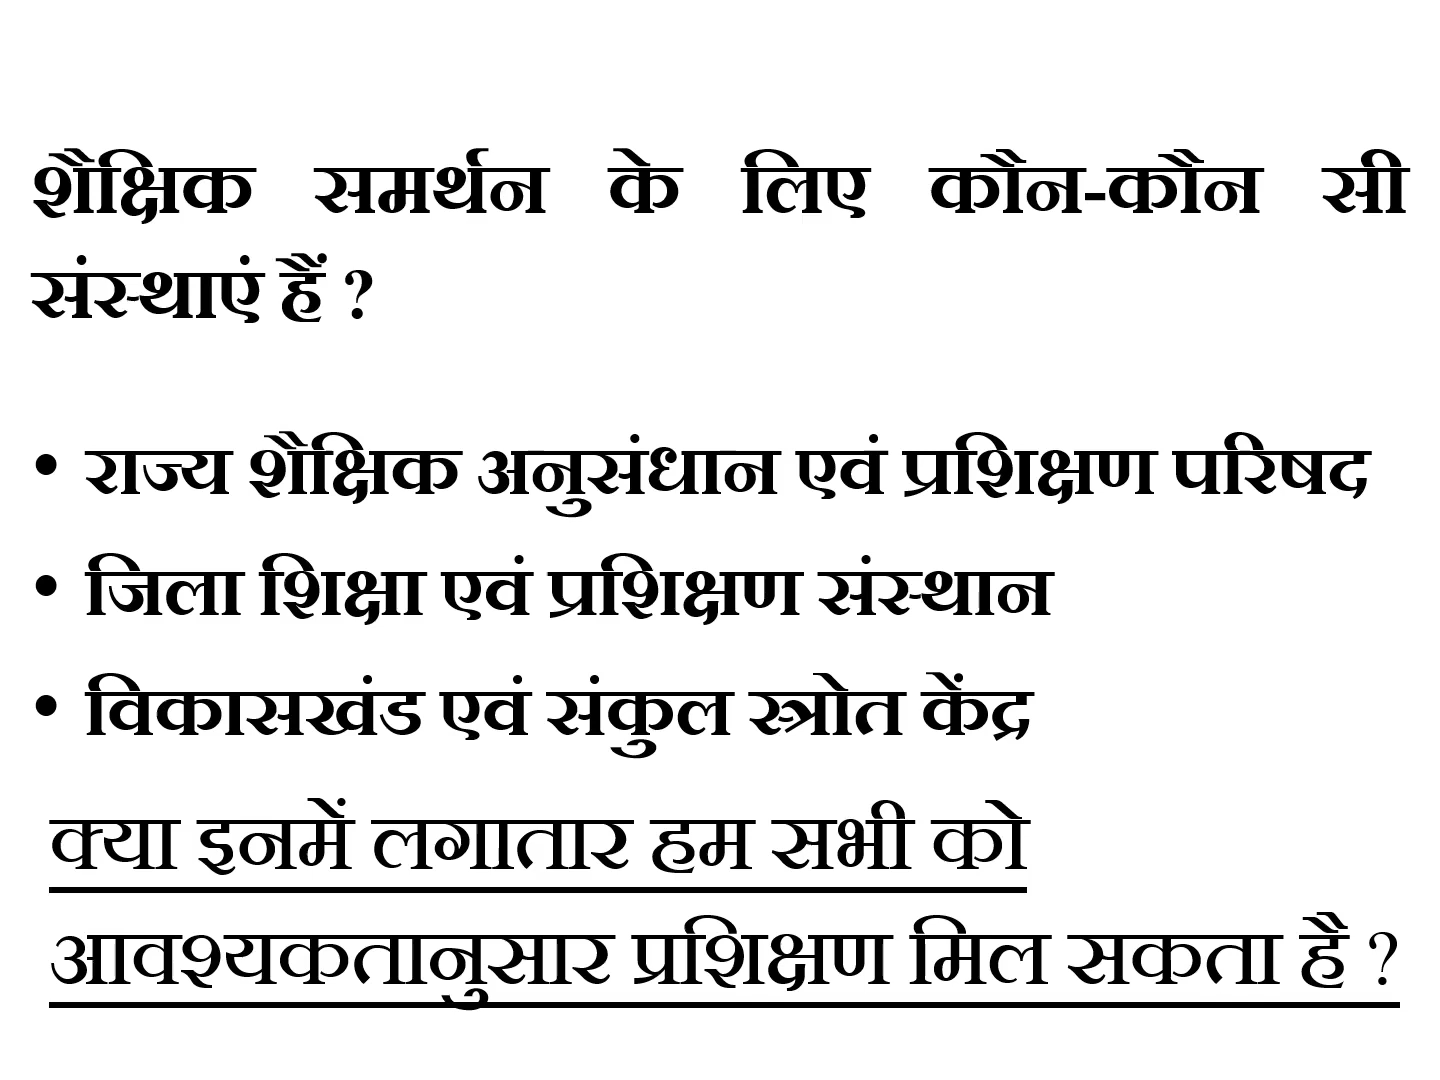 शैक्षिक समर्थन के लिए कौन-कौन सी
संस्थाएं हैं ?
• राज्य शैक्षिक अनुसंधान एवं प्रशिक्षण परिषद
• जिला शिक्षा एवं प्रशिक्षण संस्थान
• विकासखंड एवं संकुल स्त्रोत केंद्र
क्या इनमें लगातार हम सभी को
आवश्यकतानुसार प्रशिक्षण मिल सकता है ?